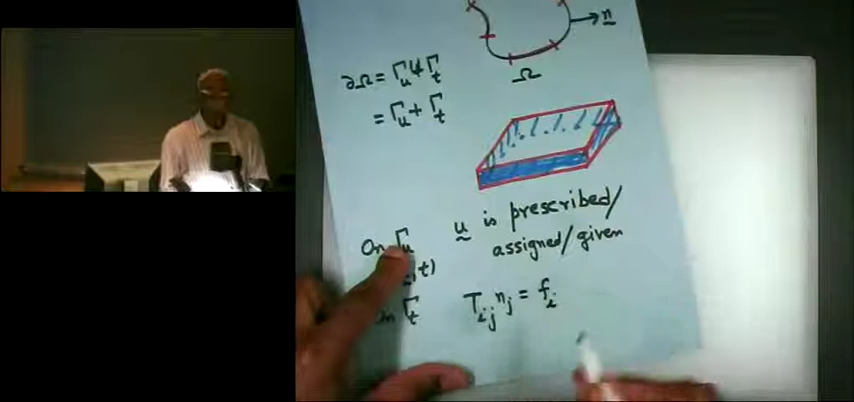 n
Ω
∂Ω = Γu ⊎ Γt
= Γu + Γt
On Γu u is prescribed/
assigned/given
,t)
On Γt Tij nj = fi